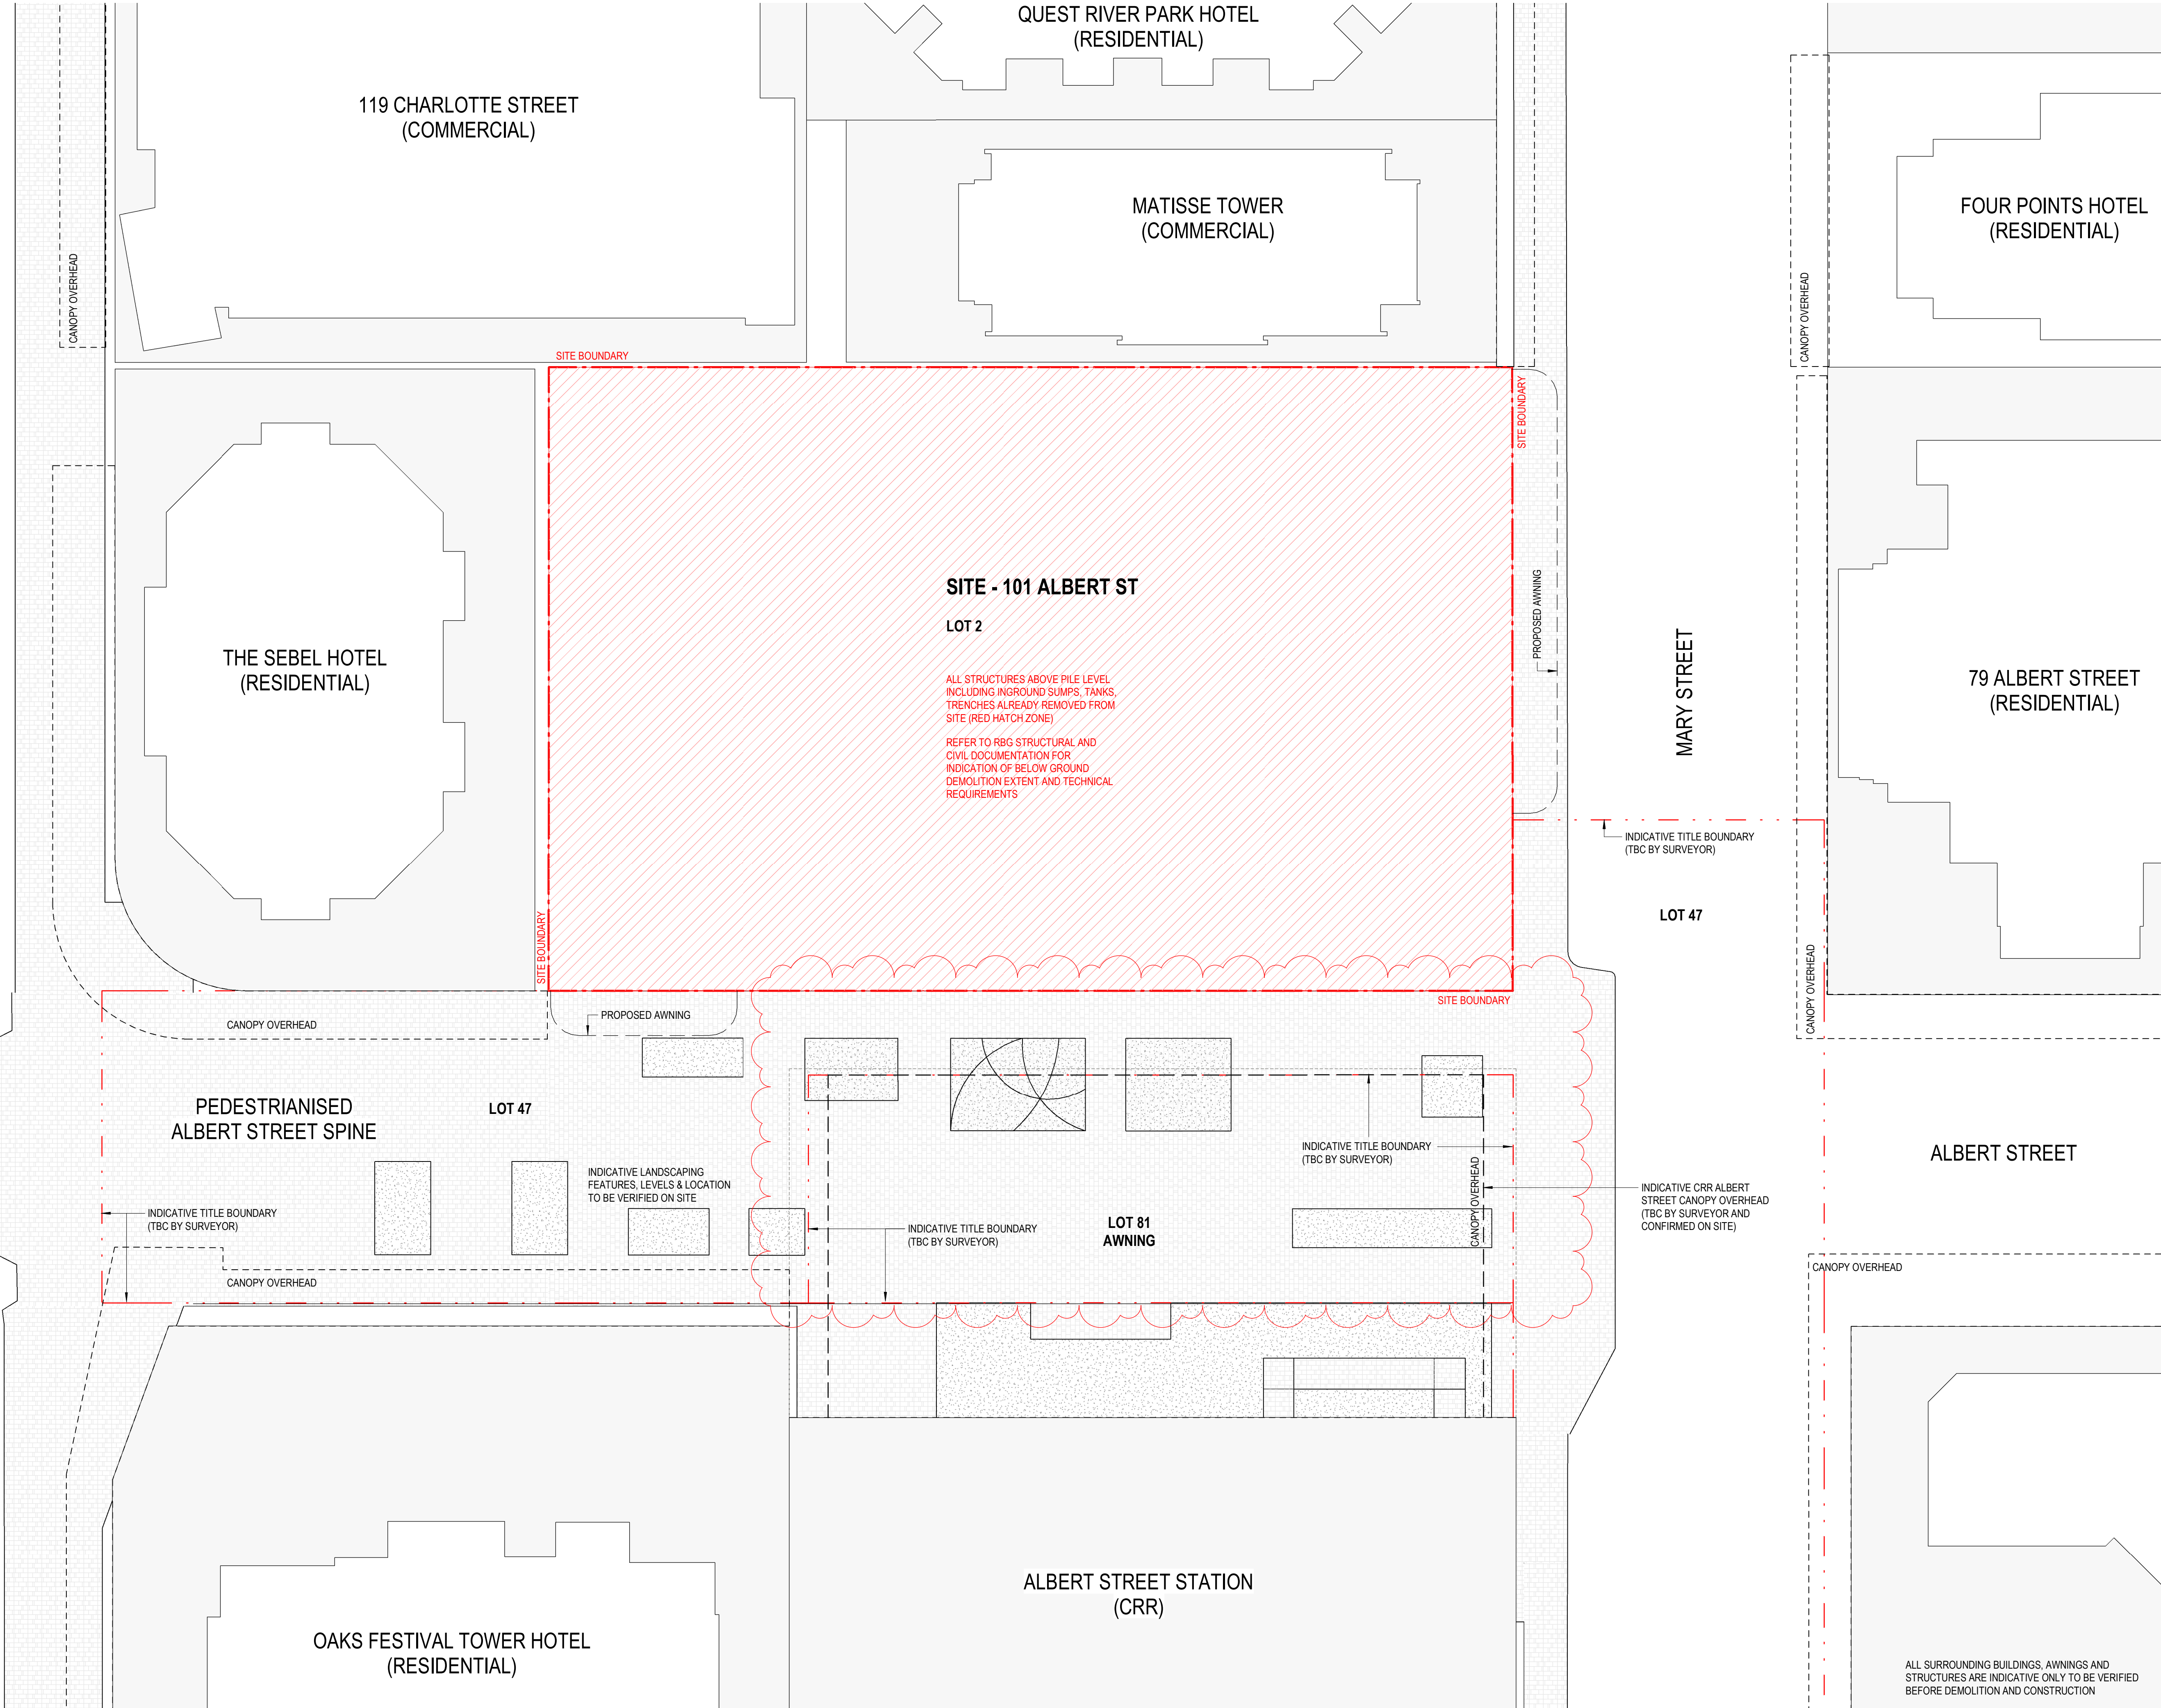 QUEST RIVER PARK HOTEL
(RESIDENTIAL)
119 CHARLOTTE STREET
(COMMERCIAL)
MATISSE TOWER
(COMMERCIAL)
FOUR POINTS HOTEL
(RESIDENTIAL)
CANOPY OVERHEAD
CANOPY OVERHEAD
SITE BOUNDARY
SITE BOUNDARY
SITE - 101 ALBERT ST
LOT 2
ALL STRUCTURES ABOVE PILE LEVEL
INCLUDING INGROUND SUMPS, TANKS,
TRENCHES ALREADY REMOVED FROM
SITE (RED HATCH ZONE)
REFER TO RBG STRUCTURAL AND
CIVIL DOCUMENTATION FOR
INDICATION OF BELOW GROUND
DEMOLITION EXTENT AND TECHNICAL
REQUIREMENTS
THE SEBEL HOTEL
(RESIDENTIAL)
PROPOSED AWNING
MARY STREET
79 ALBERT STREET
(RESIDENTIAL)
INDICATIVE TITLE BOUNDARY
(TBC BY SURVEYOR)
LOT 47
SITE BOUNDARY
CANOPY OVERHEAD
SITE BOUNDARY
PROPOSED AWNING
CANOPY OVERHEAD
PEDESTRIANISED
ALBERT STREET SPINE
LOT 47
INDICATIVE LANDSCAPING
FEATURES, LEVELS & LOCATION
TO BE VERIFIED ON SITE
INDICATIVE TITLE BOUNDARY
(TBC BY SURVEYOR)
CANOPY OVERHEAD
ALBERT STREET
INDICATIVE CRR ALBERT
STREET CANOPY OVERHEAD
(TBC BY SURVEYOR AND
CONFIRMED ON SITE)
INDICATIVE TITLE BOUNDARY
(TBC BY SURVEYOR)
INDICATIVE TITLE BOUNDARY
(TBC BY SURVEYOR)
LOT 81
AWNING
CANOPY OVERHEAD
CANOPY OVERHEAD
ALBERT STREET STATION
(CRR)
OAKS FESTIVAL TOWER HOTEL
(RESIDENTIAL)
ALL SURROUNDING BUILDINGS, AWNINGS AND
STRUCTURES ARE INDICATIVE ONLY TO BE VERIFIED
BEFORE DEMOLITION AND CONSTRUCTION